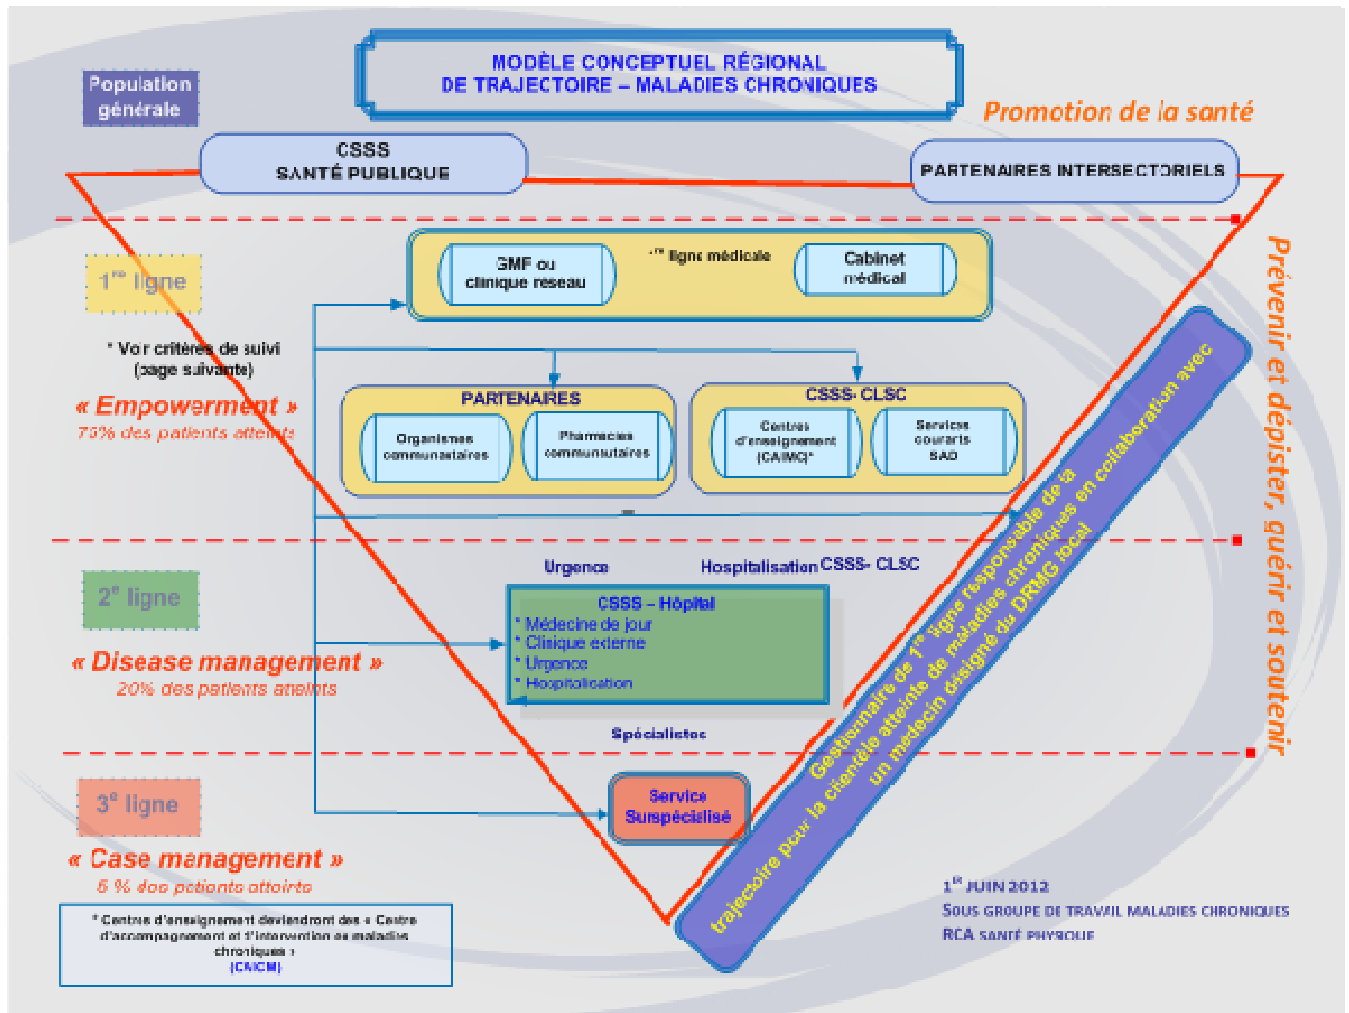 MODÈLE CONCEPTUEL RÉGIONAL
DE TRAJECTOIRE – MALADIES CHRONIQUES
Population
générale
Promotion de la santé
CSSS
SANTÉ PUBLIQUE
PARTENAIRES INTERSECTORIELS
1re ligne
GMF ou
clinique réseau
ligne médicale
Cabinet
médical
* Voir critères de suivi
(page suivante)
« Empowerment »
75% des patients atteints
PARTENAIRES
Organismes
communautaires
Pharmacies
communautaires
CSSS- CLSC
Centres
d'enseignement
(CAIMC)*
Services
courants
SAD
Prévenir et dépister, guérir et soutenir
2e ligne
Urgence
Hospitalisation
CSSS- CLSC
CSSS – Hôpital
* Médecine de jour
* Clinique externe
* Urgence
* Hospitalisation
« Disease management »
20% des patients atteints
Spécialistes
Gestionnaire de 1re ligne responsable de la
trajectoire pour la clientèle atteinte de maladies chroniques en collaboration avec
un médecin désigné du DRMG local
3e ligne
Service
Surspécialisé
« Case management »
5 % des patients atteints
* Centres d'enseignement deviendront des « Centre
d'accompagnement et d'intervention en maladies
chroniques »
(CAICM)
1ER JUIN 2012
SOUS GROUPE DE TRAVAIL MALADIES CHRONIQUES
RCA SANTÉ PHYSIQUE